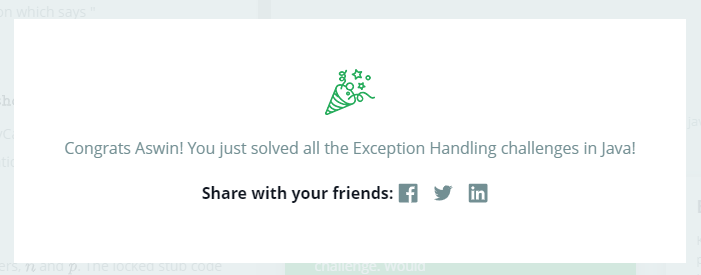 on which says "
Congrats Aswin! You just solved all the Exception Handling challenges in Java!
Share with your friends:
ers, n and p. The locked stub code
challenge. Would